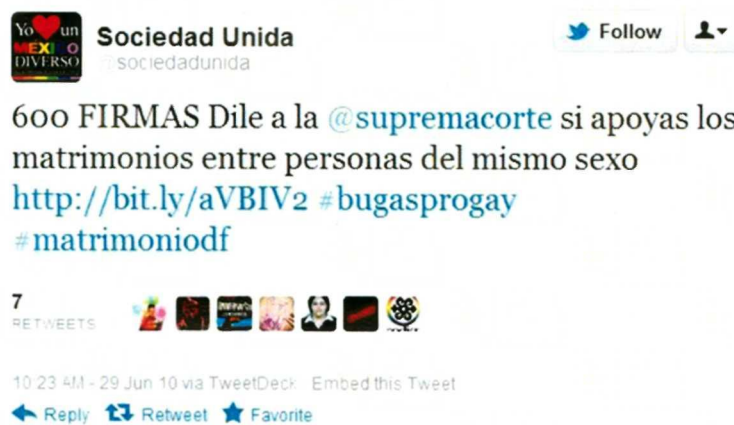 Yo un
MÉXICO
DIVERSO
Sociedad Unida
@sociedadunida
Follow
600 FIRMAS Dile a la @supremacorte si apoyas los
matrimonios entre personas del mismo sexo
http://bit.ly/aVBIV2 #bugasprogay
#matrimoniodf
7
RETWEETS
10:23 AM - 29 Jun 10 via TweetDeck Embed this Tweet
Reply Retweet Favorite